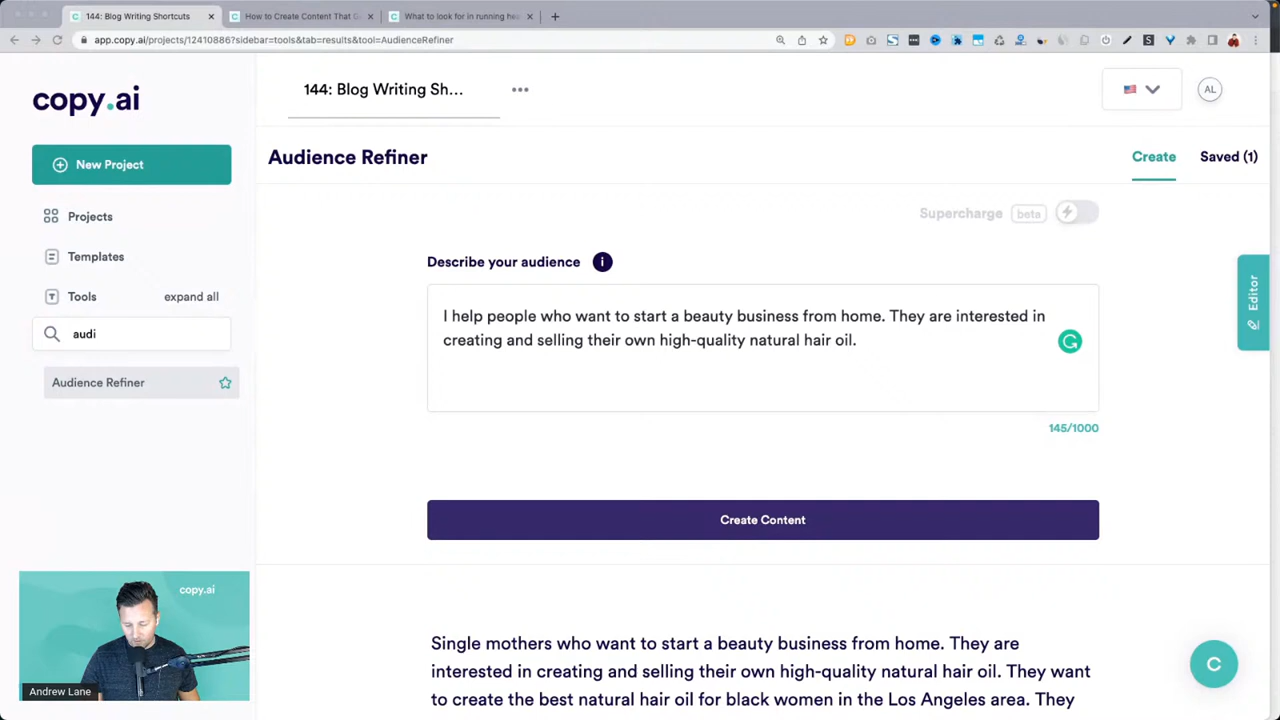 144: Blog Writing Shortcuts
How to Create Content That G
What to look for in running he
app.copy.ai/projects/12410886?sidebar=tools&tab=results&tool=AudienceRefiner
copy.ai
144: Blog Writing Sh...
AL
New Project
Audience Refiner
Create
Saved (1)
Projects
Supercharge
beta
Templates
Describe your audience
Tools
expand all
I help people who want to start a beauty business from home. They are interested in
creating and selling their own high-quality natural hair oil.
audi
Editor
Audience Refiner
145/1000
Create Content
copy.ai
Single mothers who want to start a beauty business from home. They are
interested in creating and selling their own high-quality natural hair oil. They want
to create the best natural hair oil for black women in the Los Angeles area. They
Andrew Lane